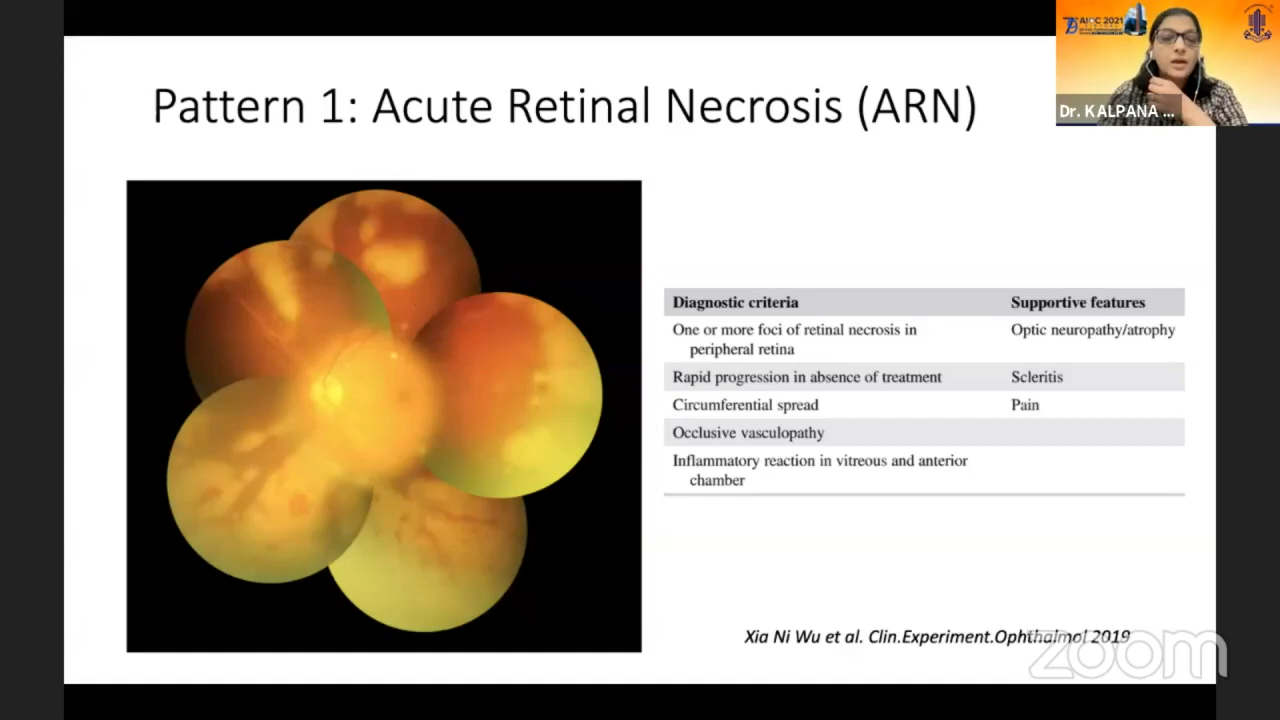 AIOC 2021
Dr. KALPANA ...
Pattern 1: Acute Retinal Necrosis (ARN)
Diagnostic criteria Supportive features
One or more foci of retinal necrosis in Optic neuropathy/atrophy
peripheral retina
Rapid progression in absence of treatment Scleritis
Circumferential spread Pain
Occlusive vasculopathy
Inflammatory reaction in vitreous and anterior
chamber
Xia Ni Wu et al. Clin.Experiment.Ophthalmol 2019
zoom